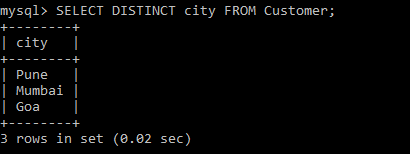 mysql> SELECT DISTINCT city FROM Customer;
+--------+
| city   |
+--------+
| Pune   |
| Mumbai |
| Goa    |
+--------+
3 rows in set (0.02 sec)